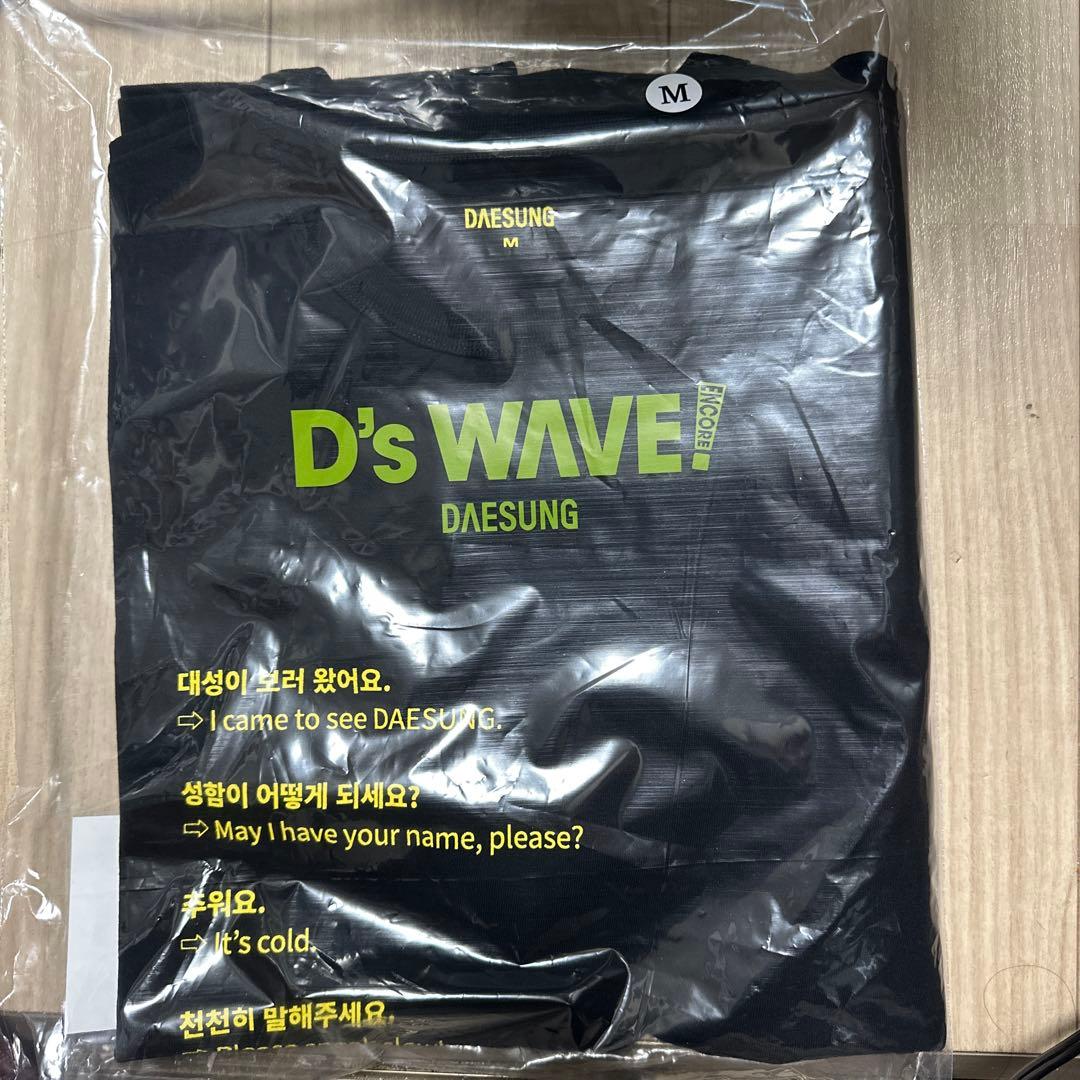 M
DAESUNG
M
D's WAVE!
ENCORE
DAESUNG
대성이 보러 왔어요.
⇨ I came to see DAESUNG.
성함이 어떻게 되세요?
⇨ May I have your name, please?
추워요.
⇨ It's cold.
천천히 말해주세요.